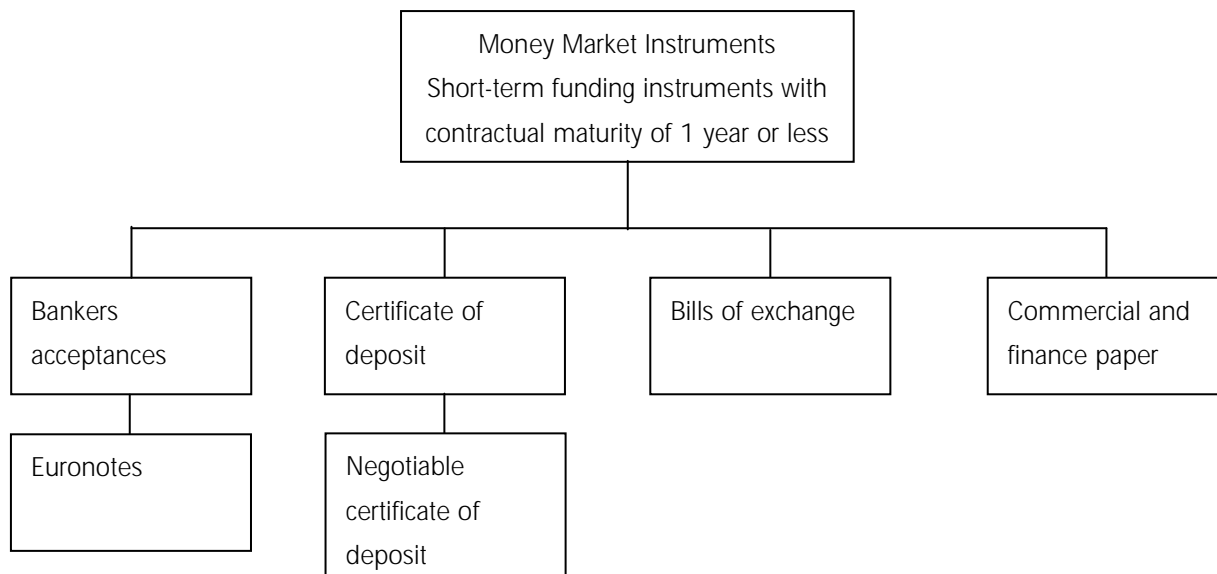 Money Market Instruments
Short-term funding instruments with
contractual maturity of 1 year or less
Bankers
acceptances
Certificate of
deposit
Bills of exchange
Commercial and
finance paper
Euronotes
Negotiable
certificate of
deposit